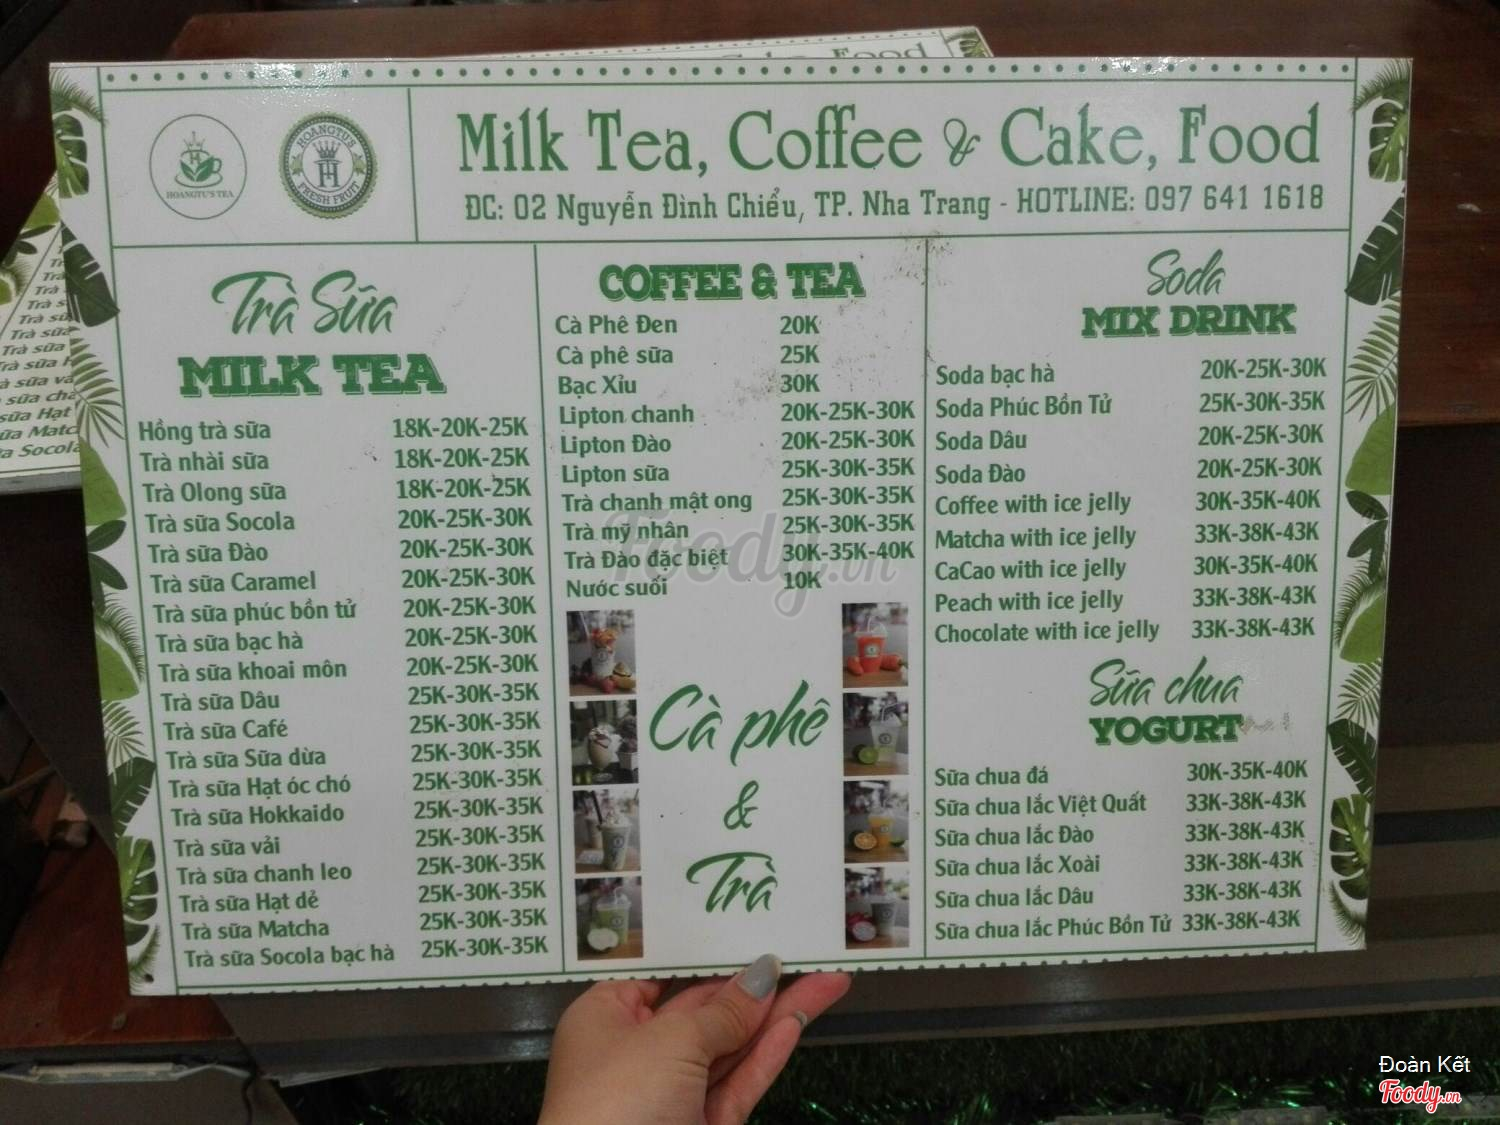 HOANGTU'S TEA
HOANGTU'S
H
FRESH FRUIT
Milk Tea, Coffee & Cake, Food
ĐC: 02 Nguyễn Đình Chiểu, TP. Nha Trang - HOTLINE: 097 641 1618
Trà Sữa
MILK TEA
Hồng trà sữa 18K-20K-25K
Trà nhài sữa 18K-20K-25K
Trà Olong sữa 18K-20K-25K
Trà sữa Socola 20K-25K-30K
Trà sữa Đào 20K-25K-30K
Trà sữa Caramel 20K-25K-30K
Trà sữa phúc bồn tử 20K-25K-30K
Trà sữa bạc hà 20K-25K-30K
Trà sữa khoai môn 20K-25K-30K
Trà sữa Dâu 25K-30K-35K
Trà sữa Café 25K-30K-35K
Trà sữa Sữa dừa 25K-30K-35K
Trà sữa Hạt óc chó 25K-30K-35K
Trà sữa Hokkaido 25K-30K-35K
Trà sữa vải 25K-30K-35K
Trà sữa chanh leo 25K-30K-35K
Trà sữa Hạt dẻ 25K-30K-35K
Trà sữa Matcha 25K-30K-35K
Trà sữa Socola bạc hà 25K-30K-35K
COFFEE & TEA
Cà Phê Đen 20K
Cà phê sữa 25K
Bạc Xỉu 30K
Lipton chanh 20K-25K-30K
Lipton Đào 20K-25K-30K
Lipton sữa 25K-30K-35K
Trà chanh mật ong 25K-30K-35K
Trà mỹ nhân 25K-30K-35K
Trà Đào đặc biệt 30K-35K-40K
Nước suối 10K
Cà phê
&
Trà
Soda
MIX DRINK
Soda bạc hà 20K-25K-30K
Soda Phúc Bồn Tử 25K-30K-35K
Soda Dâu 20K-25K-30K
Soda Đào 20K-25K-30K
Coffee with ice jelly 30K-35K-40K
Matcha with ice jelly 33K-38K-43K
CaCao with ice jelly 30K-35K-40K
Peach with ice jelly 33K-38K-43K
Chocolate with ice jelly 33K-38K-43K
Sữa chua
YOGURT
Sữa chua đá 30K-35K-40K
Sữa chua lắc Việt Quất 33K-38K-43K
Sữa chua lắc Đào 33K-38K-43K
Sữa chua lắc Xoài 33K-38K-43K
Sữa chua lắc Dâu 33K-38K-43K
Sữa chua lắc Phúc Bồn Tử 33K-38K-43K
Foody.vn
Đoàn Kết
Foody.vn